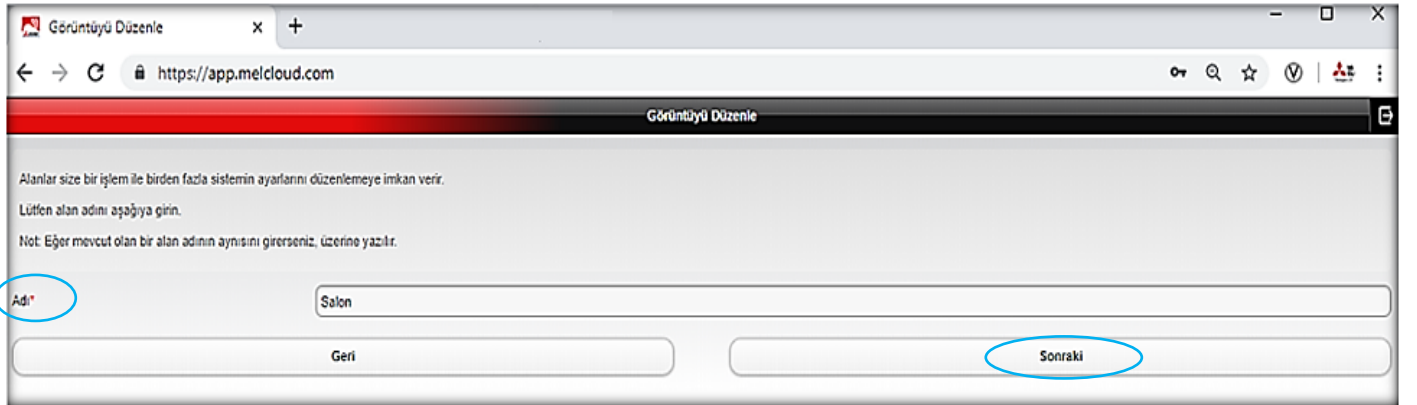 Görüntüyü Düzenle
https://app.melcloud.com
Görüntüyü Düzenle
Alanlar size bir işlem ile birden fazla sistemin ayarlarını düzenlemeye imkan verir.
Lütfen alan adını aşağıya girin.
Not: Eğer mevcut olan bir alan adının aynısını girerseniz, üzerine yazılır.
Adı* Salon
Geri Sonraki